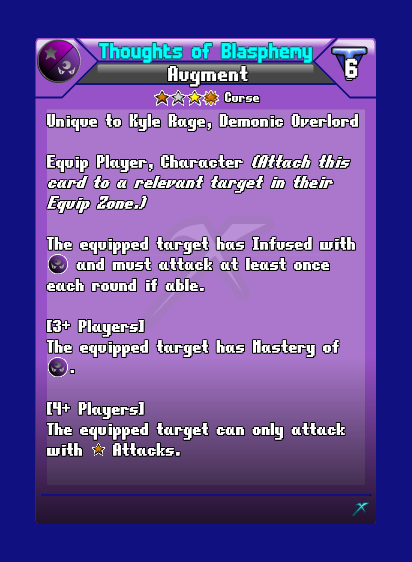 Thoughts of Blasphemy
Augment
6
Curse
Unique to Kyle Rage, Demonic Overlord
Equip Player, Character (Attach this
card to a relevant target in their
Equip Zone.)
The equipped target has Infused with
and must attack at least once
each round if able.
[3+ Players]
The equipped target has Mastery of
.
[4+ Players]
The equipped target can only attack
with Attacks.